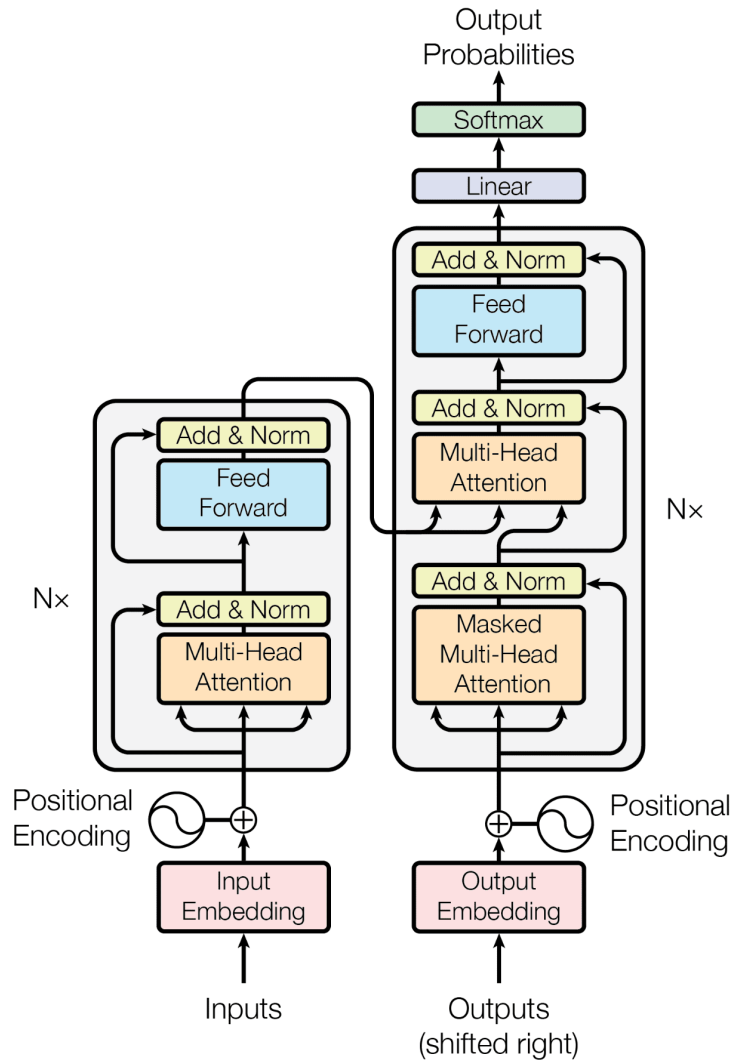 Output
Probabilities
Softmax
Linear
Add & Norm
Feed
Forward
Add & Norm
Multi-Head
Attention
Add & Norm
Masked
Multi-Head
Attention
N×
Add & Norm
Feed
Forward
Add & Norm
Multi-Head
Attention
N×
Positional
Encoding
Positional
Encoding
Input
Embedding
Output
Embedding
Inputs
Outputs
(shifted right)